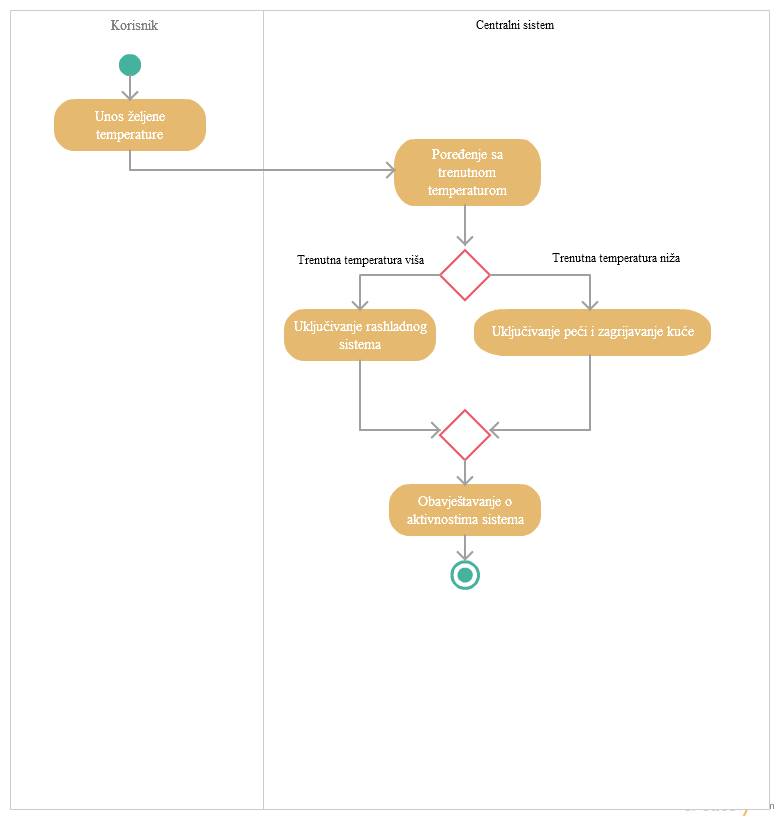 Korisnik
Centralni sistem
Unos željene
temperature
Poređenje sa
trenutnom
temperaturom
Trenutna temperatura viša
Trenutna temperatura niža
Uključivanje rashladnog
sistema
Uključivanje peći i zagrijavanje kuće
Obavještavanje o
aktivnostima sistema